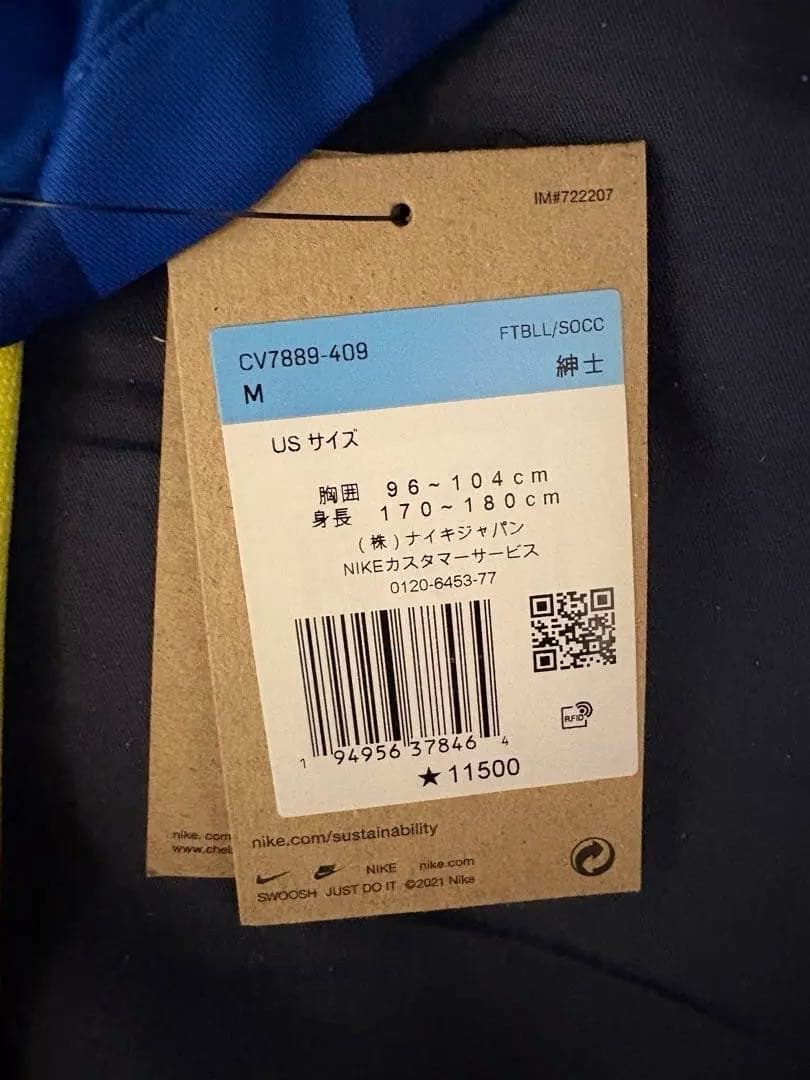 IM#722207
CV7889-409
FTBLL/SOCC
M
紳士
US サイズ
胸囲 96~104cm
身長 170~180cm
(株)ナイキジャパン
NIKEカスタマーサービス
0120-6453-77
RFID
1 94956 37846 4
★11500
nike.com/sustainability
NIKE nike.com
SWOOSH JUST DO IT ©2021 Nike
nike.com